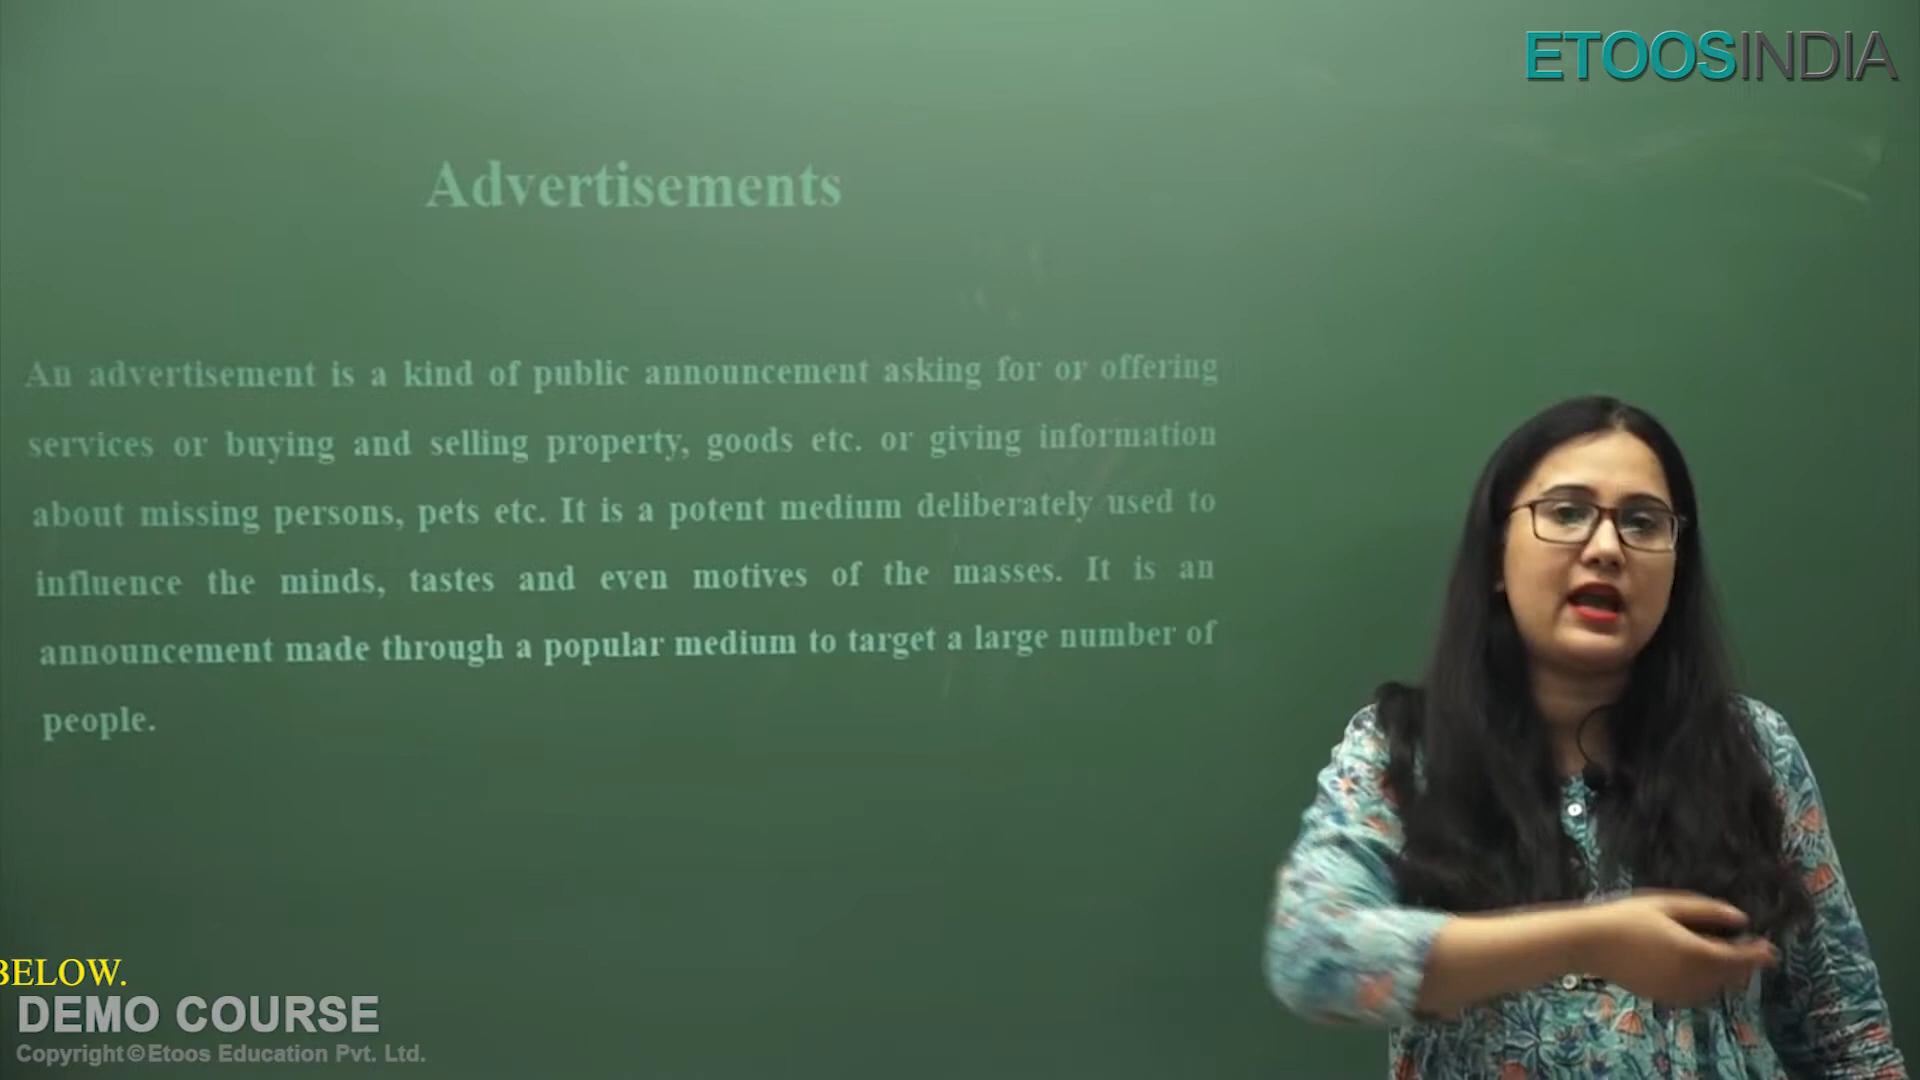 ETOOSINDIA
Advertisements
An advertisement is a kind of public announcement asking for or offering
services or buying and selling property, goods etc. or giving information
about missing persons, pets etc. It is a potent medium deliberately used to
influence the minds, tastes and even motives of the masses. It is an
announcement made through a popular medium to target a large number of
people.
BELOW.
DEMO COURSE
Copyright©Etoos Education Pvt. Ltd.